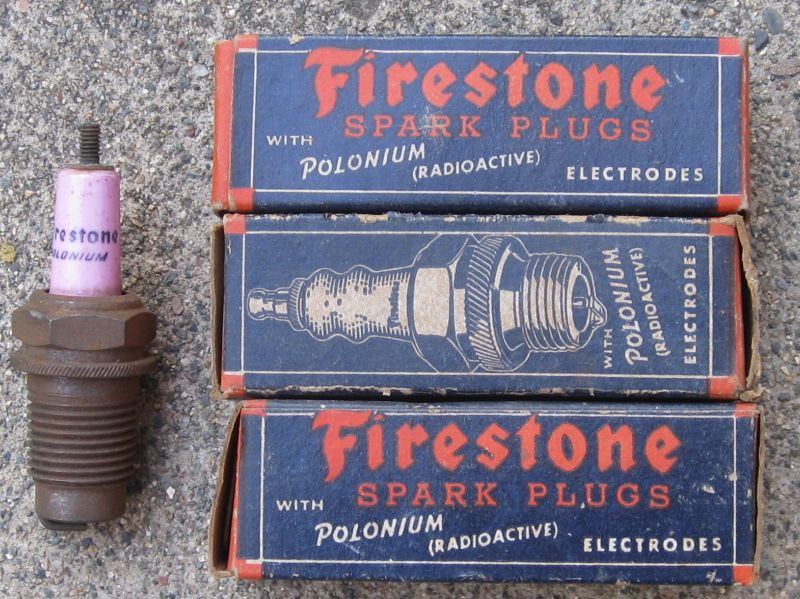 Firestone
SPARK PLUGS
WITH POLONIUM (RADIOACTIVE) ELECTRODES
restone
POLONIUM
WITH POLONIUM (RADIOACTIVE) ELECTRODES
Firestone
SPARK PLUGS
WITH POLONIUM (RADIOACTIVE) ELECTRODES